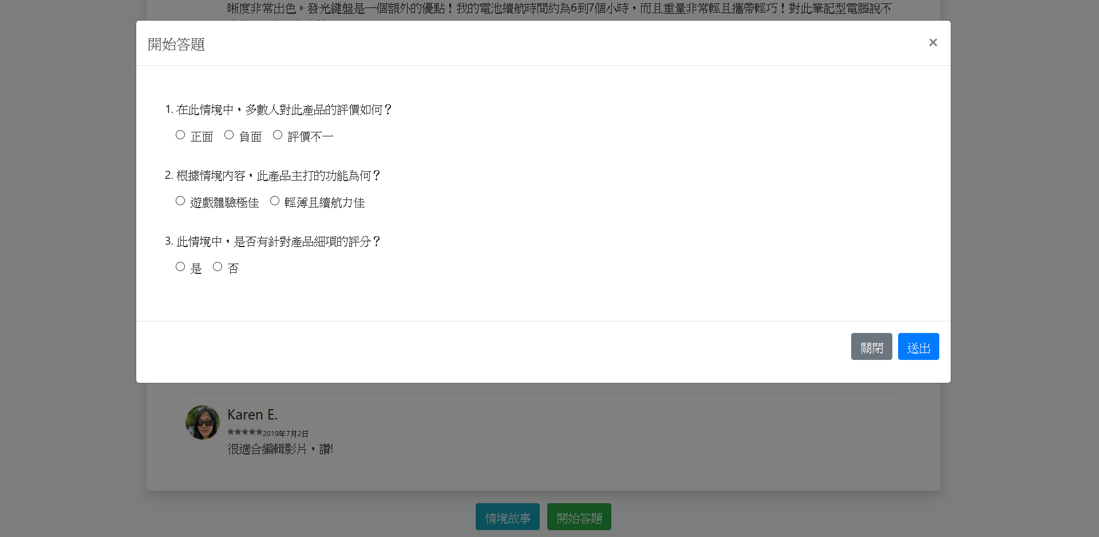 晰度非常出色。發光鍵盤是一個額外的優點！我的電池續航時間約為6到7個小時，而且重量非常輕且攜帶輕巧！對此筆記型電腦說不
開始答題
×
1. 在此情境中，多數人對此產品的評價如何？
正面 負面 評價不一
2. 根據情境內容，此產品主打的功能為何？
遊戲體驗極佳 輕薄且續航力佳
3. 此情境中，是否有針對產品細項的評分？
是 否
關閉 送出
Karen E.
★★★★★2019年7月2日
很適合編輯影片，讚!
情境故事 開始答題